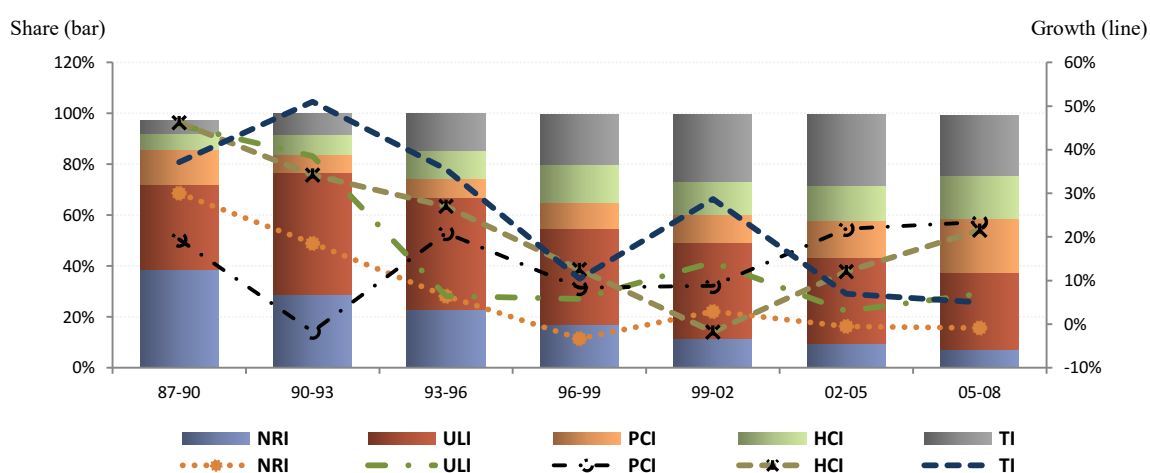 Share (bar) Growth (line)
120% 60%
100% 50%
80% 40%
60% 30%
40% 20%
20% 10%
0% 0%
-10%
87-90 90-93 93-96 96-99 99-02 02-05 05-08
NRI ULI PCI HCI TI
NRI ULI PCI HCI TI